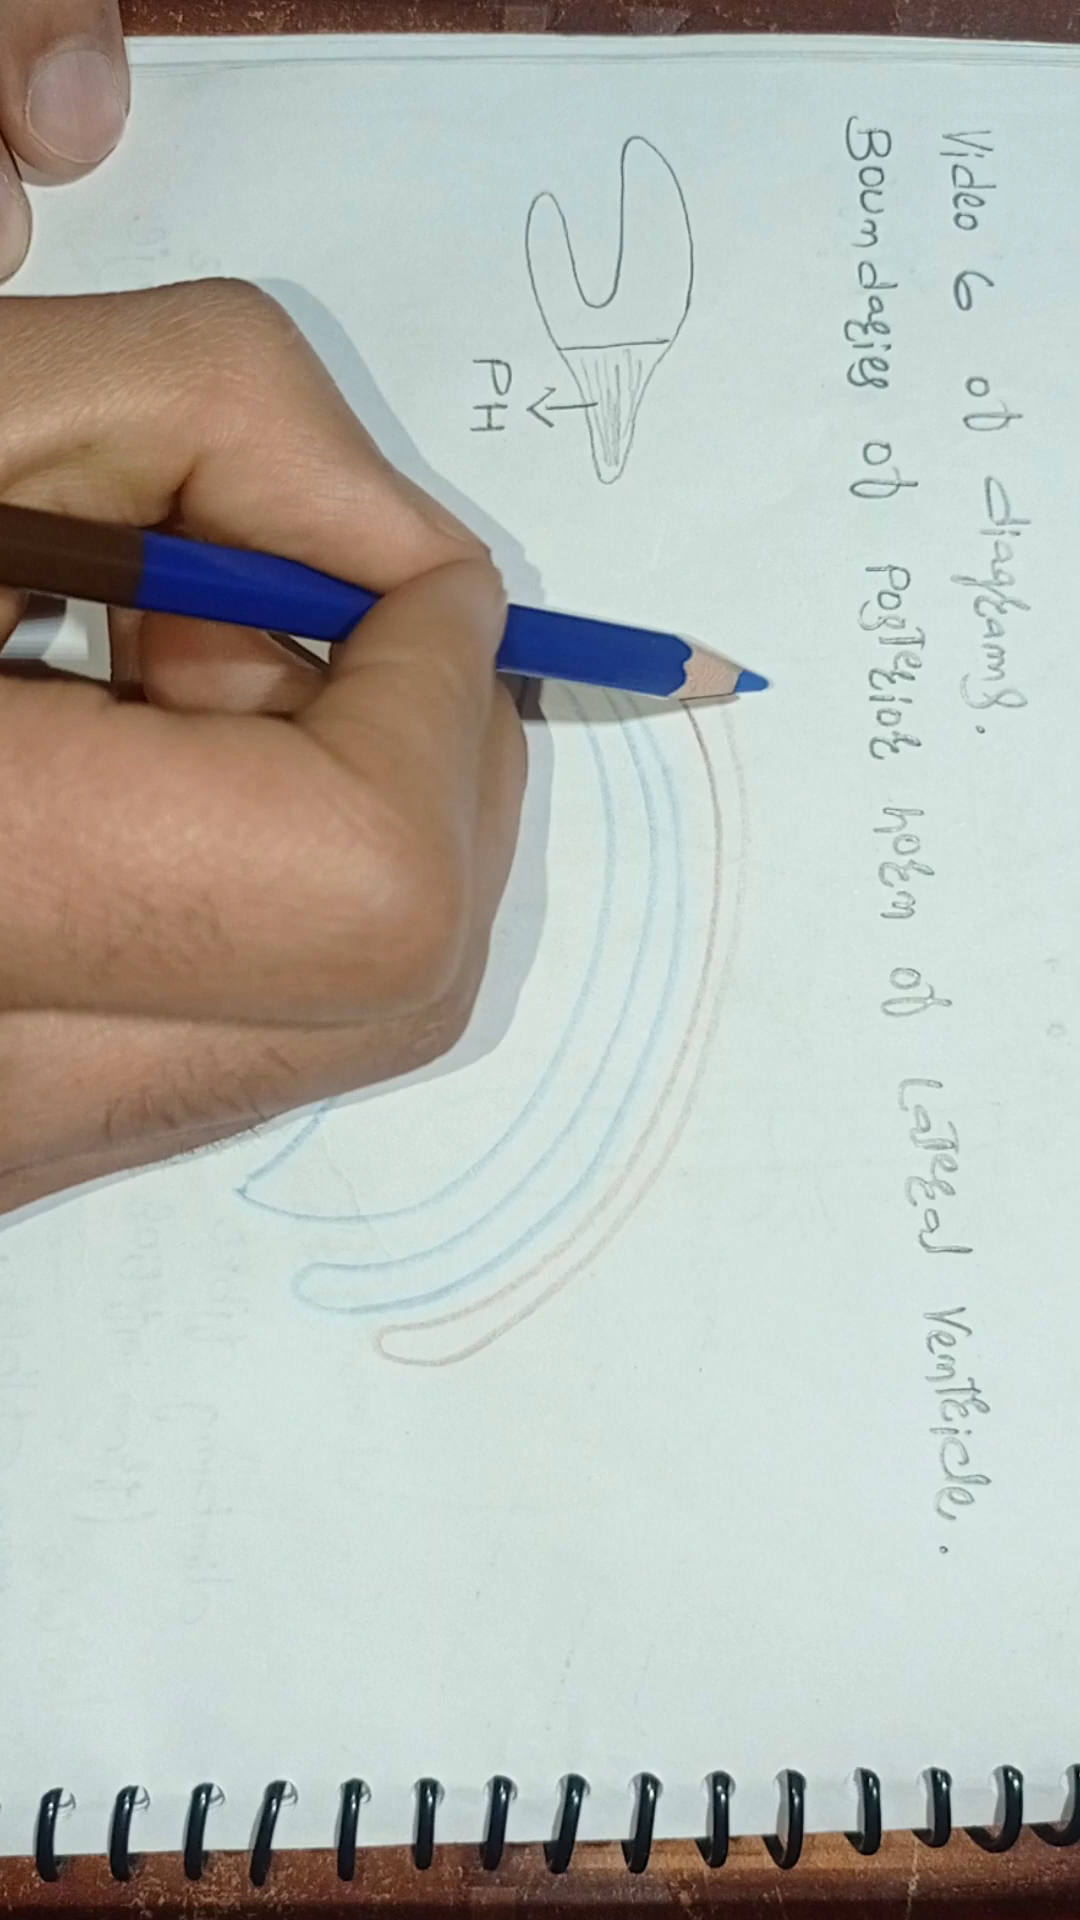 Video 6 of diagrams.
Boundaries of Posterior horn of Lateral Ventricle.
PH